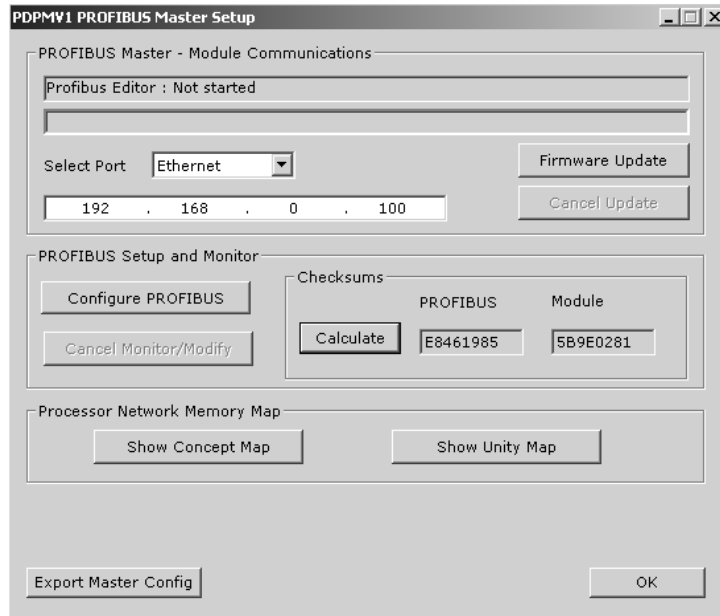 PDPMV1 PROFIBUS Master Setup
PROFIBUS Master - Module Communications
Profibus Editor : Not started
Select Port Ethernet Firmware Update
192 . 168 . 0 . 100 Cancel Update
PROFIBUS Setup and Monitor
Checksums
Configure PROFIBUS PROFIBUS Module
Cancel Monitor/Modify Calculate E8461985 5B9E0281
Processor Network Memory Map
Show Concept Map Show Unity Map
Export Master Config OK